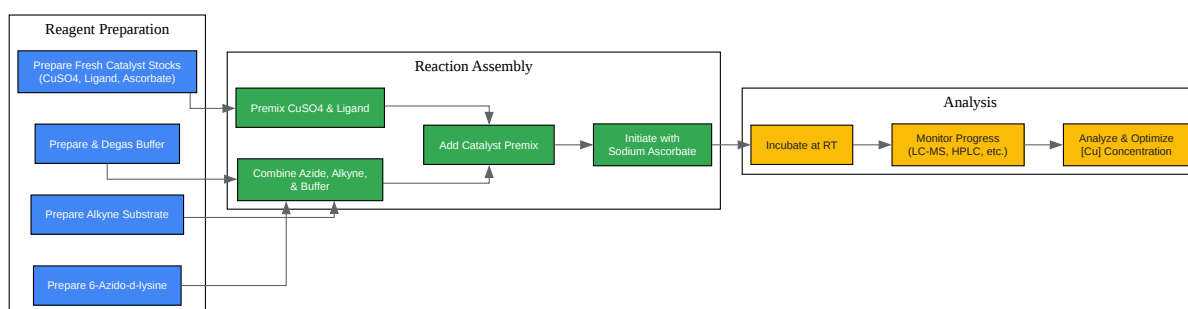 Reagent Preparation
Prepare Fresh Catalyst Stocks
(CuSO4, Ligand, Ascorbate)
Prepare & Degas Buffer
Prepare Alkyne Substrate
Prepare 6-Azido-d-lysine
Reaction Assembly
Premix CuSO4 & Ligand
Combine Azide, Alkyne,
& Buffer
Add Catalyst Premix
Initiate with
Sodium Ascorbate
Analysis
Incubate at RT
Monitor Progress
(LC-MS, HPLC, etc.)
Analyze & Optimize
[Cu] Concentration